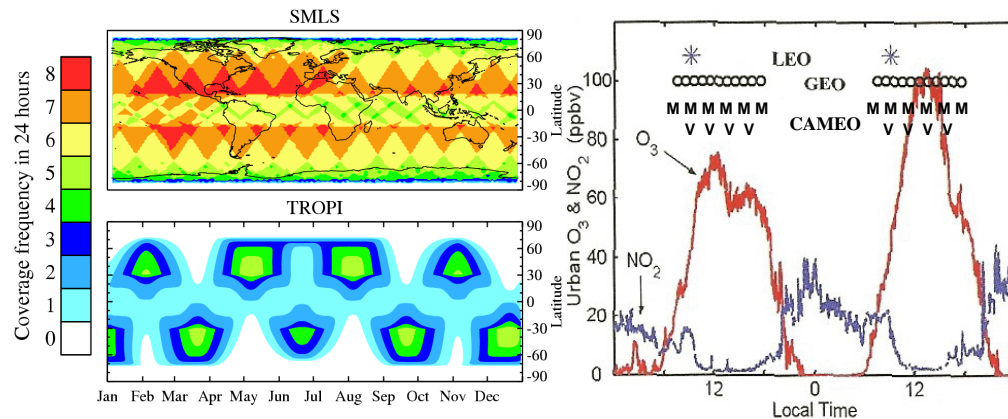 SMLS
Coverage frequency in 24 hours
8
7
6
5
4
3
2
1
0
90
60
30
0
-30
-60
-90
Latitude
TROPI
90
60
30
0
-30
-60
-90
Latitude
Jan Feb Mar Apr May Jun Jul Aug Sep Oct Nov Dec
Urban O3 & NO2 (ppbv)
100
80
60
40
20
0
LEO
GEO
M M M M M M M M M M M
CAMEO
V V V V V V V V
O3
NO2
12 0 12
Local Time